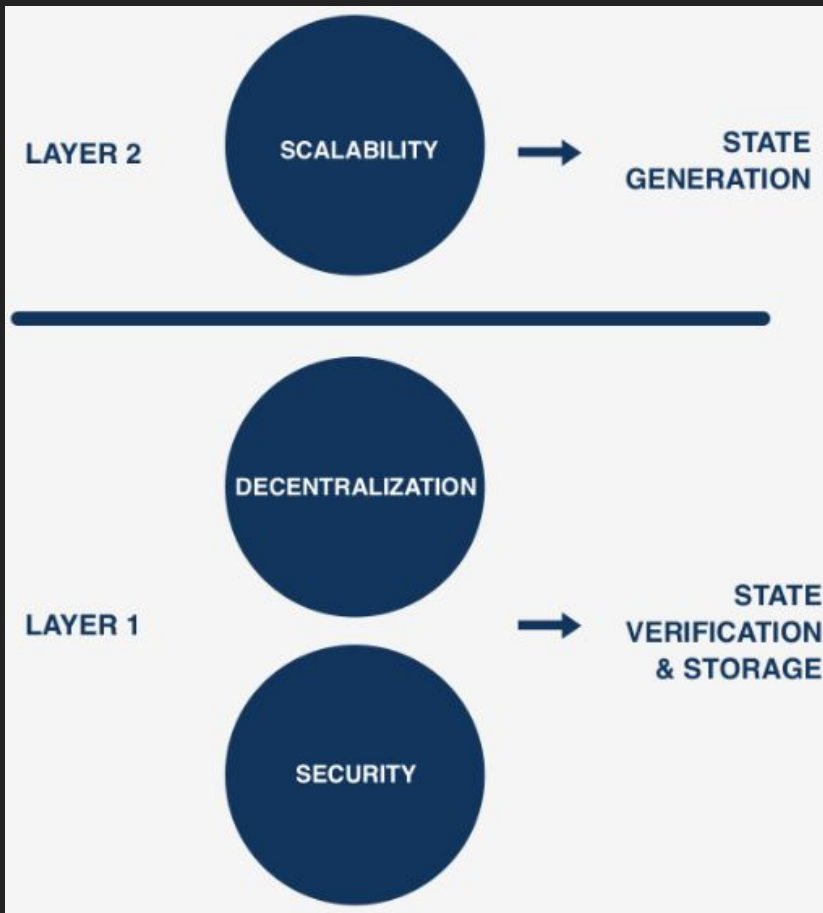 LAYER 2
SCALABILITY
STATE
GENERATION
DECENTRALIZATION
LAYER 1
STATE
VERIFICATION
& STORAGE
SECURITY